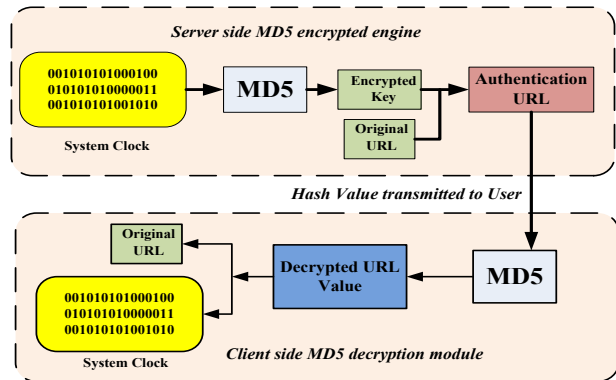 Server side MD5 encrypted engine
001010101000100
010101010000011
001010101001010
System Clock
MD5
Encrypted
Key
Original
URL
Authentication
URL
Hash Value transmitted to User
Original
URL
001010101000100
010101010000011
001010101001010
System Clock
Decrypted URL
Value
MD5
Client side MD5 decryption module